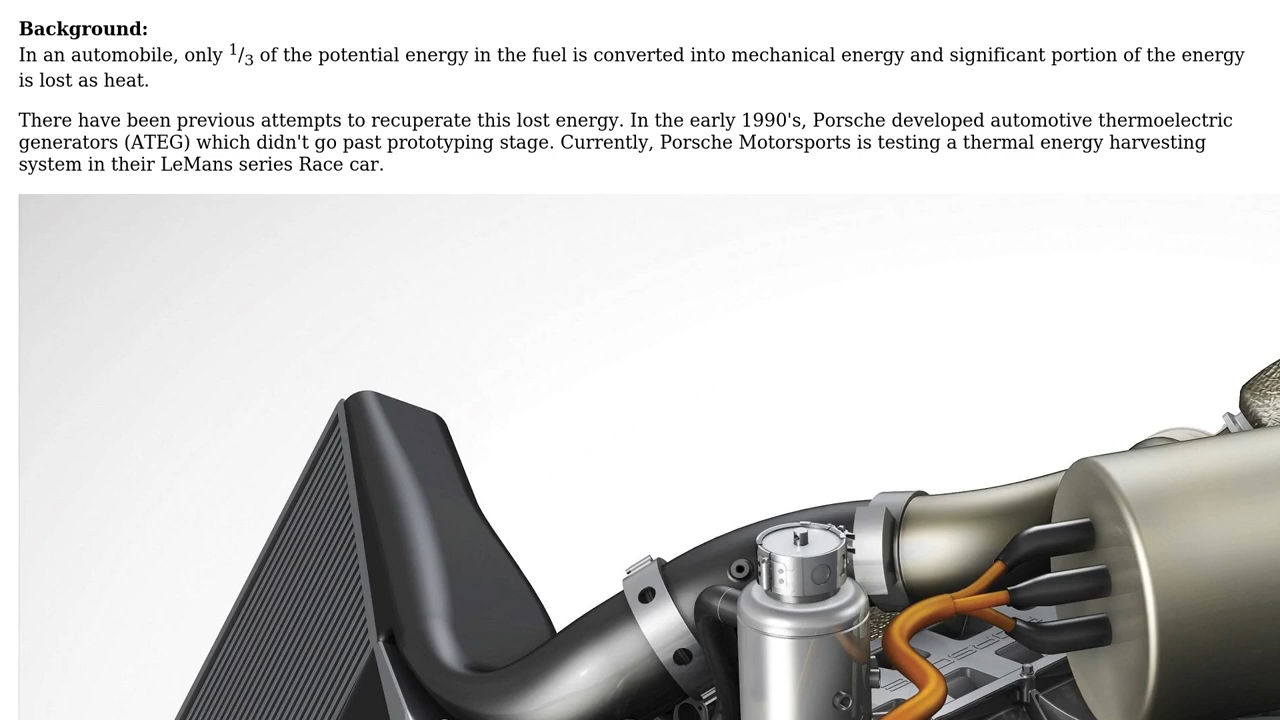 Background:
In an automobile, only 1/3 of the potential energy in the fuel is converted into mechanical energy and significant portion of the energy
is lost as heat.
There have been previous attempts to recuperate this lost energy. In the early 1990's, Porsche developed automotive thermoelectric
generators (ATEG) which didn't go past prototyping stage. Currently, Porsche Motorsports is testing a thermal energy harvesting
system in their LeMans series Race car.